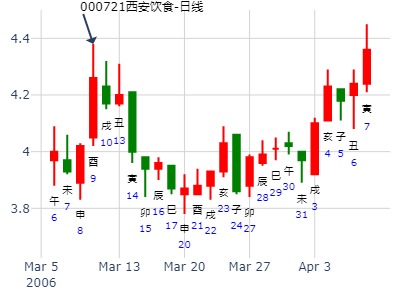 000721西安饮食-日线
4.4
4.2
4
3.8
午
6
未
7
申
8
酉
9
戌
10
丑
13
寅
14
卯
15
辰
16
巳
17
申
20
酉
21
戌
22
亥
23
子
24
卯
27
辰
28
巳
29
午
30
未
31
戌
3
亥
4
子
5
丑
6
寅
7
Mar 5
2006
Mar 13
Mar 20
Mar 27
Apr 3